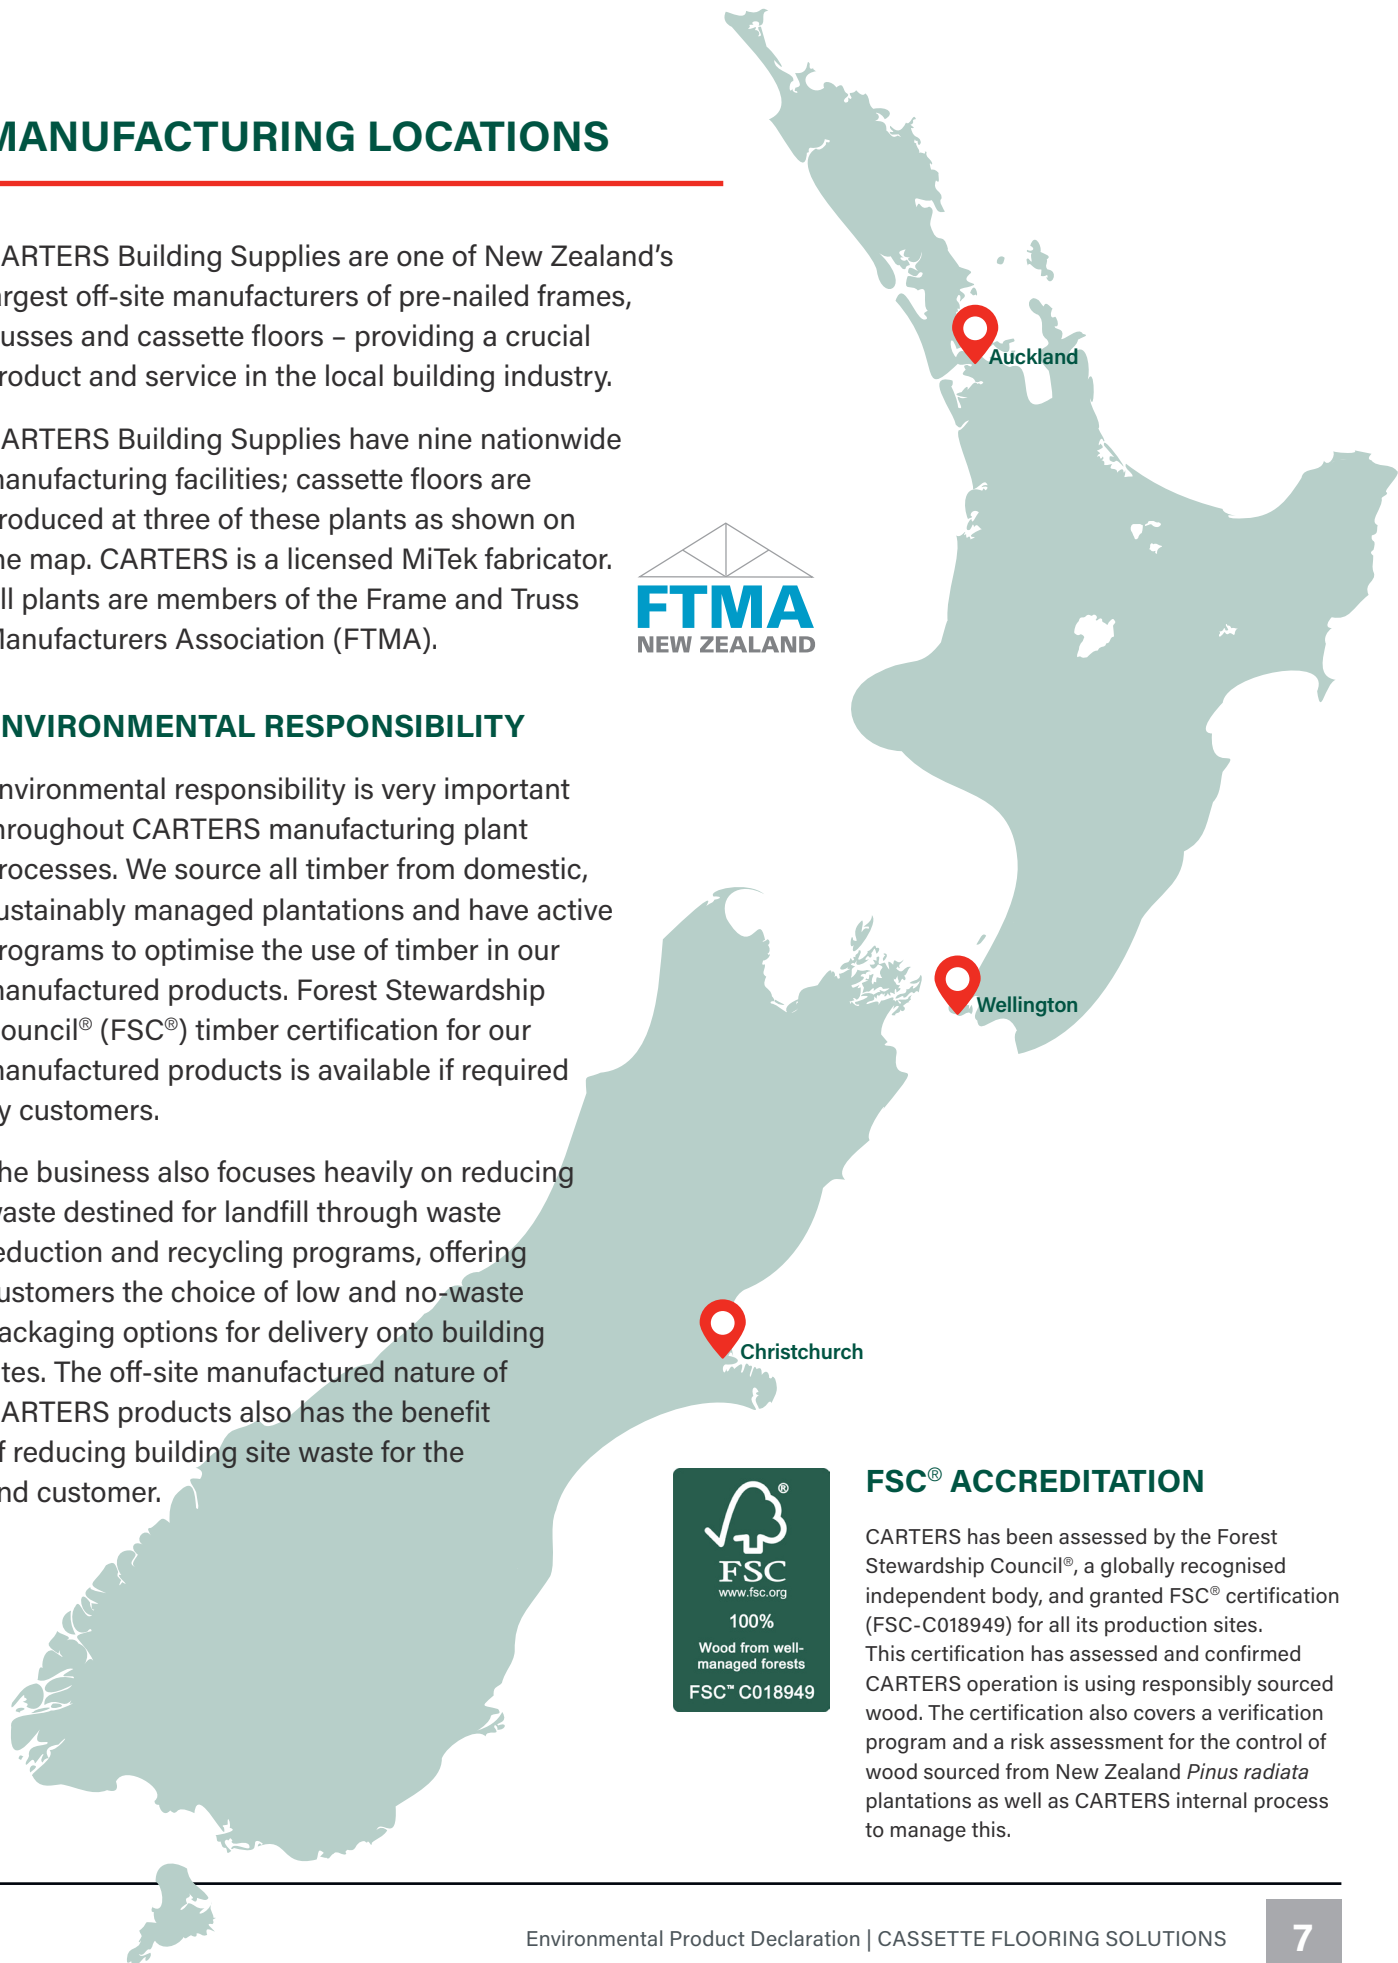 MANUFACTURING LOCATIONS
ARTERS Building Supplies are one of New Zealand's
rgest off-site manufacturers of pre-nailed frames,
usses and cassette floors – providing a crucial
roduct and service in the local building industry.
ARTERS Building Supplies have nine nationwide
anufacturing facilities; cassette floors are
roduced at three of these plants as shown on
he map. CARTERS is a licensed MiTek fabricator.
ll plants are members of the Frame and Truss
Manufacturers Association (FTMA).
FTMA
NEW ZEALAND
NVIRONMENTAL RESPONSIBILITY
nvironmental responsibility is very important
hroughout CARTERS manufacturing plant
rocesses. We source all timber from domestic,
ustainably managed plantations and have active
rograms to optimise the use of timber in our
anufactured products. Forest Stewardship
ouncil® (FSC®) timber certification for our
anufactured products is available if required
y customers.
he business also focuses heavily on reducing
waste destined for landfill through waste
eduction and recycling programs, offering
ustomers the choice of low and no-waste
ackaging options for delivery onto building
tes. The off-site manufactured nature of
ARTERS products also has the benefit
f reducing building site waste for the
nd customer.
Auckland
Wellington
Christchurch
®
FSC
www.fsc.org
100%
Wood from well-
managed forests
FSC™ C018949
FSC® ACCREDITATION
CARTERS has been assessed by the Forest
Stewardship Council®, a globally recognised
independent body, and granted FSC® certification
(FSC-C018949) for all its production sites.
This certification has assessed and confirmed
CARTERS operation is using responsibly sourced
wood. The certification also covers a verification
program and a risk assessment for the control of
wood sourced from New Zealand Pinus radiata
plantations as well as CARTERS internal process
to manage this.
Environmental Product Declaration | CASSETTE FLOORING SOLUTIONS
7